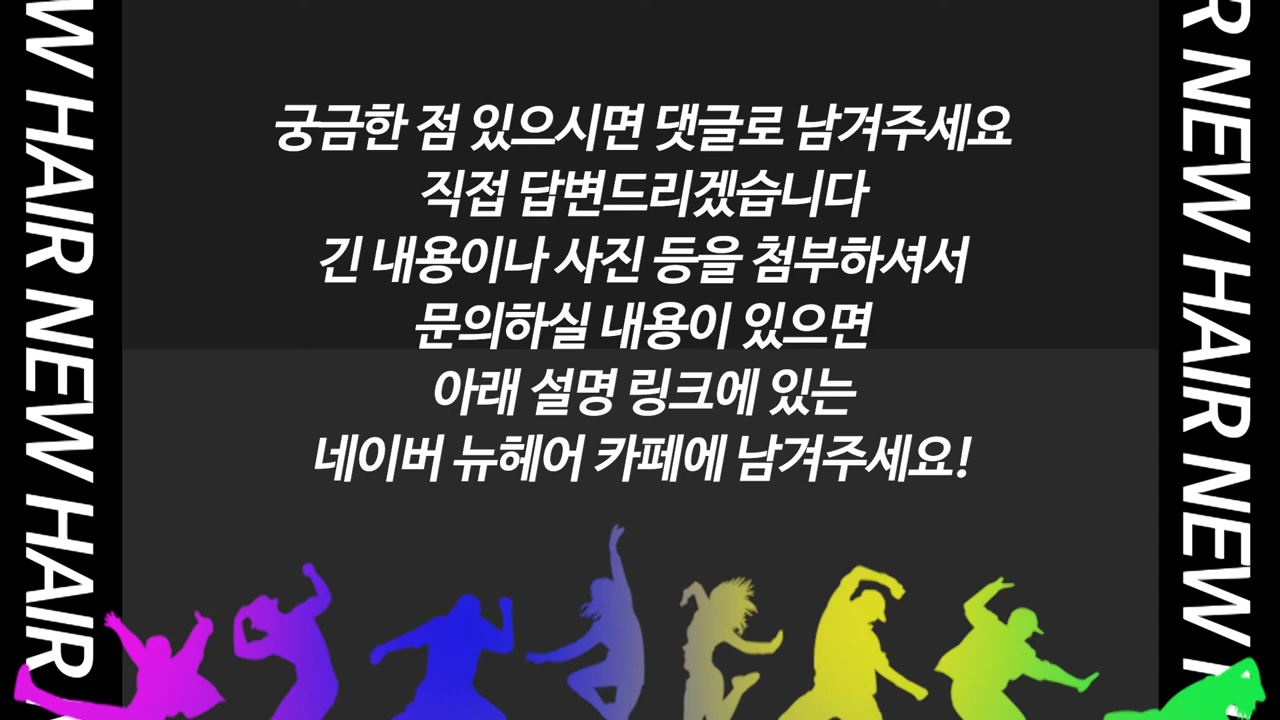 궁금한 점 있으시면 댓글로 남겨주세요
직접 답변드리겠습니다
긴 내용이나 사진 등을 첨부하셔서
문의하실 내용이 있으면
아래 설명 링크에 있는
네이버 뉴헤어 카페에 남겨주세요!
W HAIR NEW HAIR
R NEW HAIR NEW